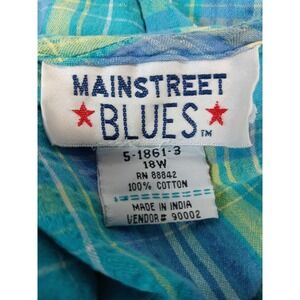 MAINSTREET
BLUES™
5-1861-3
18W
RN 88842
100% COTTON
MADE IN INDIA
VENDOR# 90002